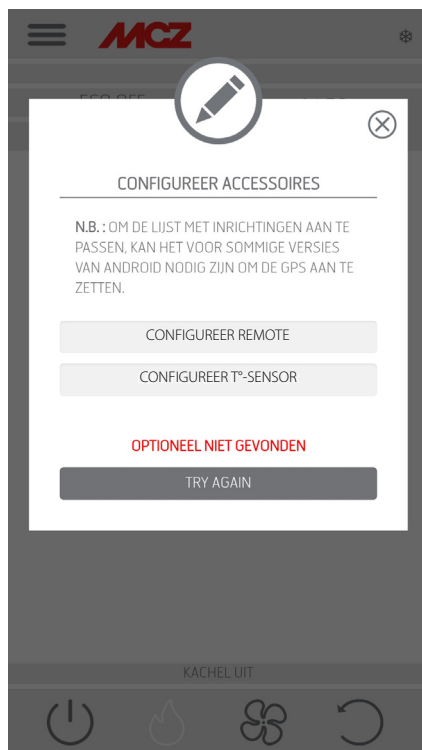 MCZ
CONFIGUREER ACCESSOIRES
N.B. : OM DE LIJST MET INRICHTINGEN AAN TE
PASSEN, KAN HET VOOR SOMMIGE VERSIES
VAN ANDROID NODIG ZIJN OM DE GPS AAN TE
ZETTEN.
CONFIGUREER REMOTE
CONFIGUREER T°-SENSOR
OPTIONEEL NIET GEVONDEN
TRY AGAIN
KACHEL UIT